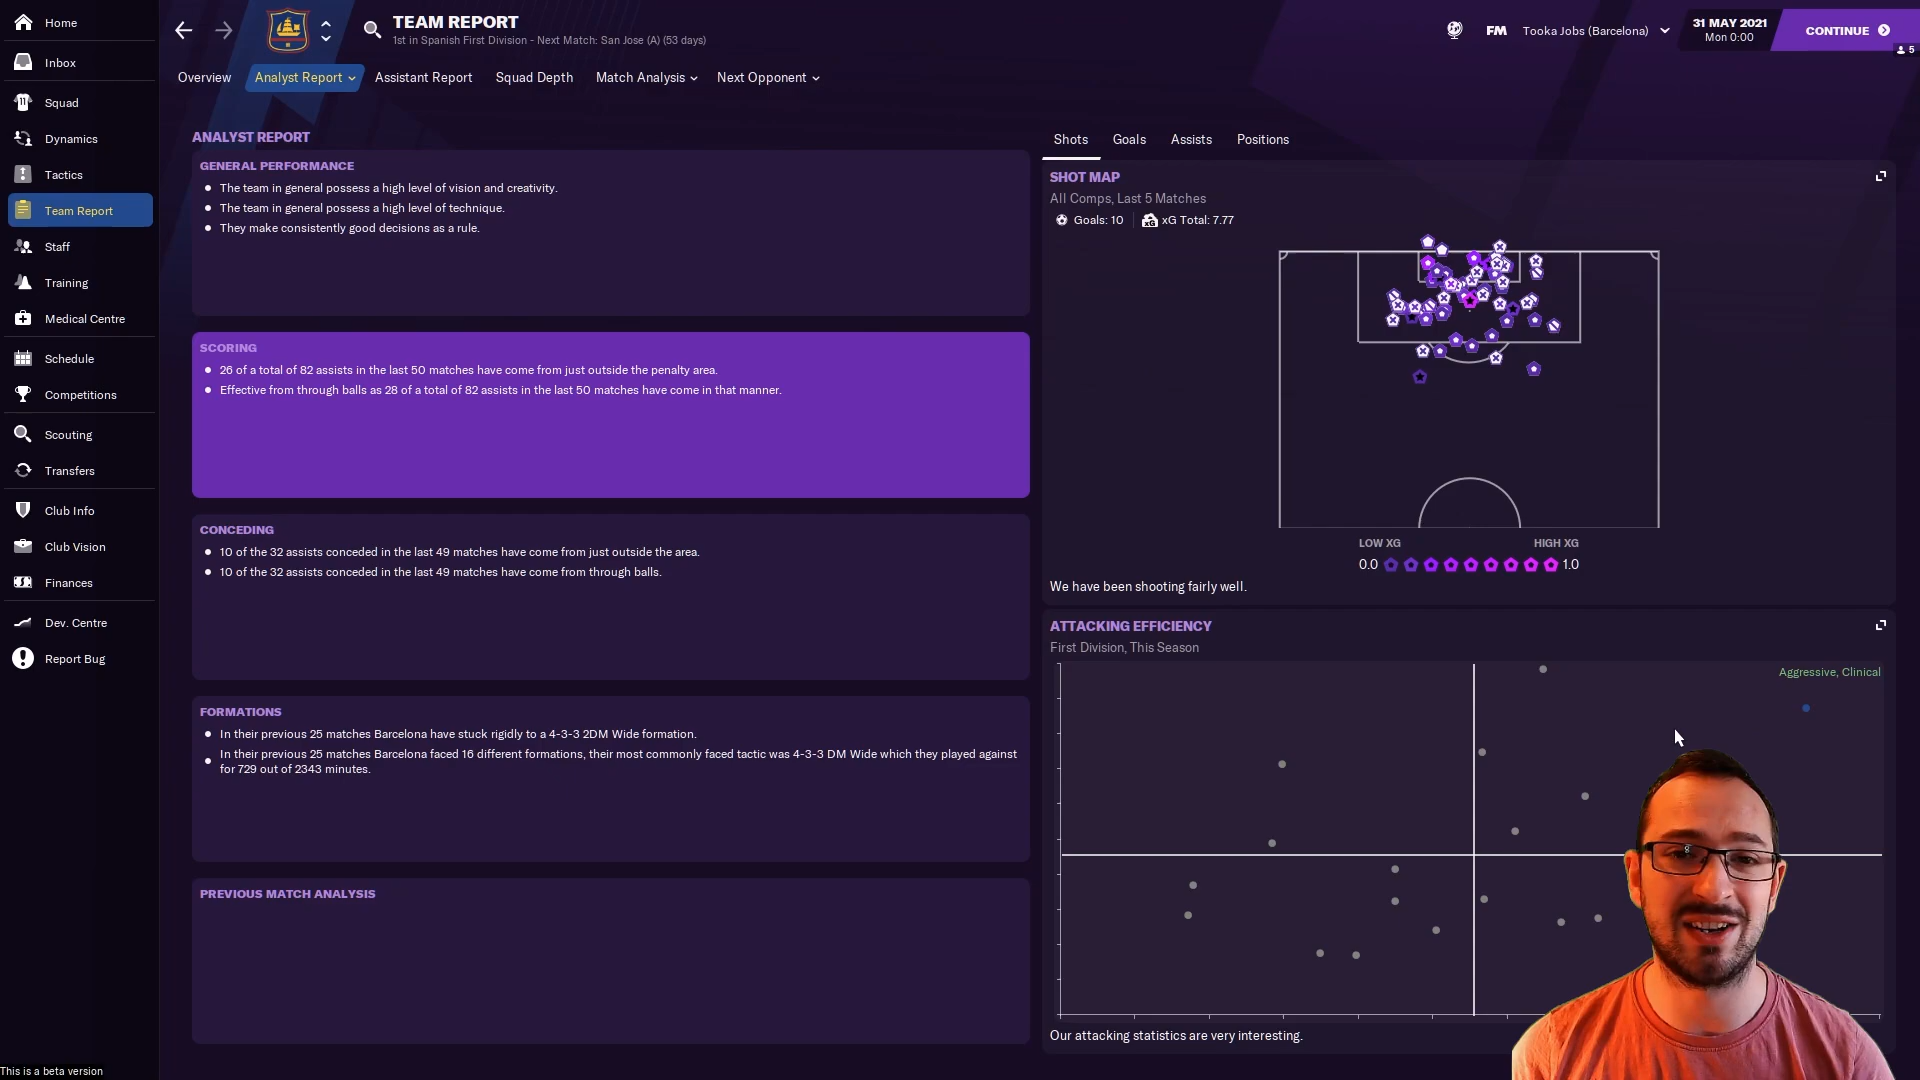 Home
Inbox
Squad
Dynamics
Tactics
Team Report
Staff
Training
Medical Centre
Schedule
Competitions
Scouting
Transfers
Club Info
Club Vision
Finances
Dev. Centre
Report Bug
This is a beta version
TEAM REPORT
1st in Spanish First Division - Next Match: San Jose (A) (53 days)
FM
Tooka Jobs (Barcelona)
31 MAY 2021
Mon 0:00
CONTINUE
5
Overview
Analyst Report
Assistant Report
Squad Depth
Match Analysis
Next Opponent
ANALYST REPORT
GENERAL PERFORMANCE
The team in general possess a high level of vision and creativity.
The team in general possess a high level of technique.
They make consistently good decisions as a rule.
SCORING
26 of a total of 82 assists in the last 50 matches have come from just outside the penalty area.
Effective from through balls as 28 of a total of 82 assists in the last 50 matches have come in that manner.
CONCEDING
10 of the 32 assists conceded in the last 49 matches have come from just outside the area.
10 of the 32 assists conceded in the last 49 matches have come from through balls.
FORMATIONS
In their previous 25 matches Barcelona have stuck rigidly to a 4-3-3 2DM Wide formation.
In their previous 25 matches Barcelona faced 16 different formations, their most commonly faced tactic was 4-3-3 DM Wide which they played against
for 729 out of 2343 minutes.
PREVIOUS MATCH ANALYSIS
Shots
Goals
Assists
Positions
SHOT MAP
All Comps, Last 5 Matches
Goals: 10
xG
xG Total: 7.77
LOW XG
HIGH XG
0.0
1.0
We have been shooting fairly well.
ATTACKING EFFICIENCY
First Division, This Season
Aggressive, Clinical
Our attacking statistics are very interesting.